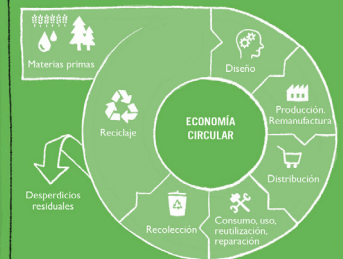 Materias primas
Diseño
Producción.
Remanufactura
ECONOMÍA
CIRCULAR
Reciclaje
Distribución
Desperdicios
residuales
Recolección
Consumo, uso,
reutilización,
reparación